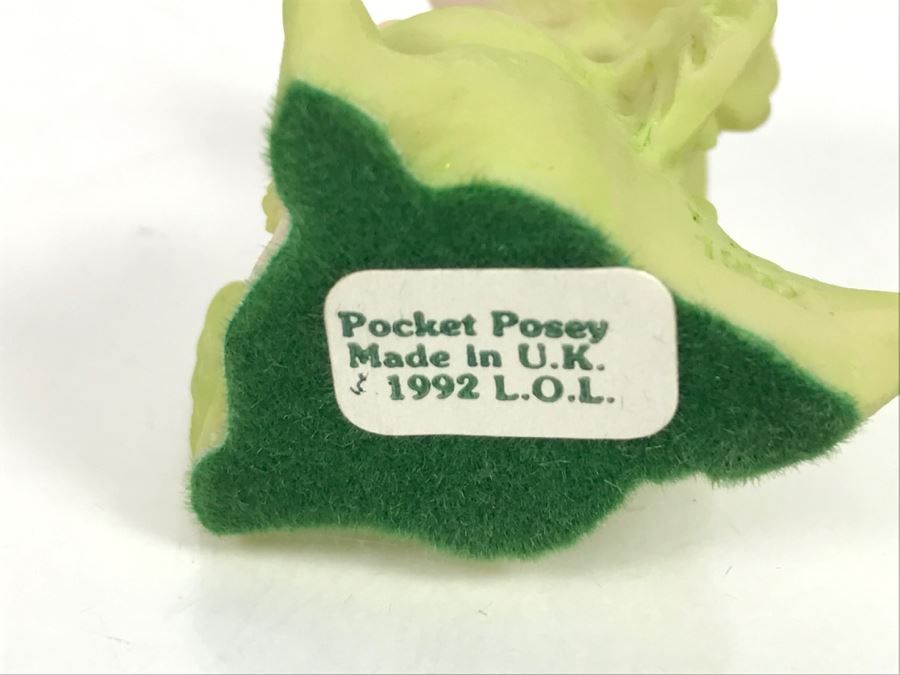 Pocket Posey
Made in U.K.
1992 L.O.L.